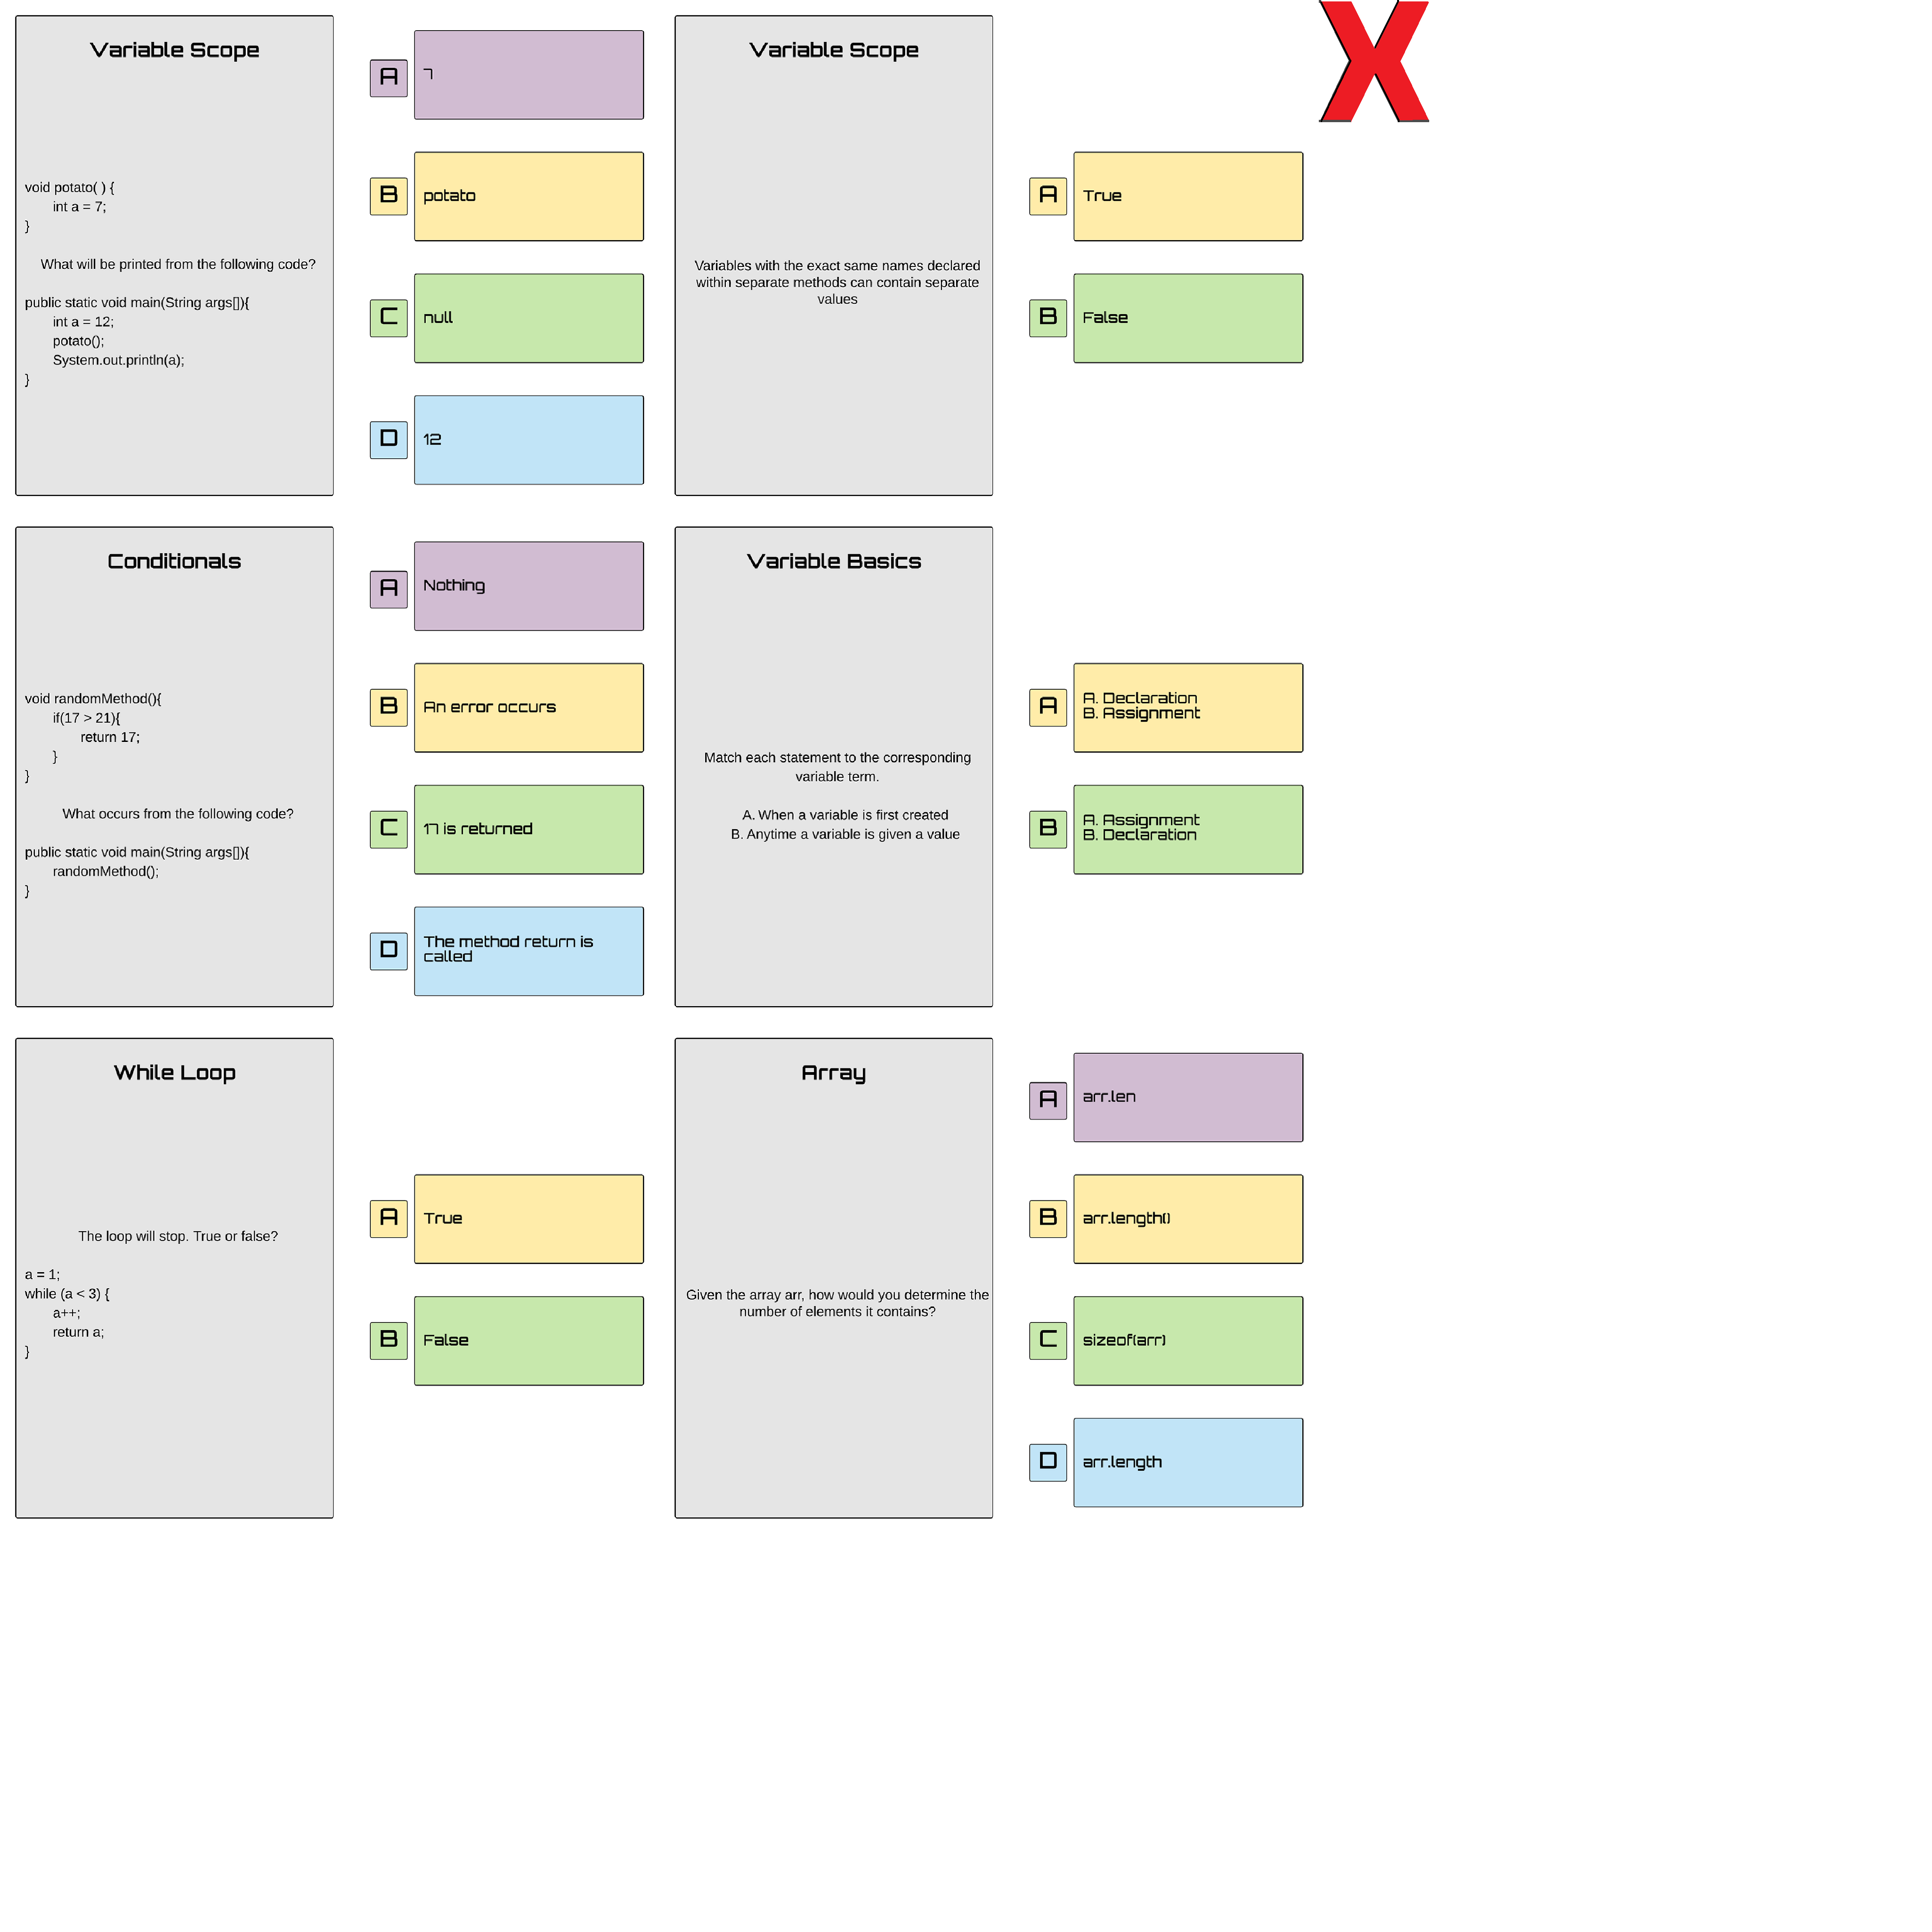 Variable Scope
void potato( ) {
int a = 7;
}
What will be printed from the following code?
public static void main(String args[]){
int a = 12;
potato();
System.out.println(a);
}
A
7
B
potato
C
null
D
12
Variable Scope
Variables with the exact same names declared
within separate methods can contain separate
values
A
True
B
False
X
Conditionals
void randomMethod(){
if(17 > 21){
return 17;
}
}
What occurs from the following code?
public static void main(String args[]){
randomMethod();
}
A
Nothing
B
An error occurs
C
17 is returned
D
The method return is
called
Variable Basics
Match each statement to the corresponding
variable term.
A. When a variable is first created
B. Anytime a variable is given a value
A
A. Declaration
B. Assignment
B
A. Assignment
B. Declaration
While Loop
The loop will stop. True or false?
a = 1;
while (a < 3) {
a++;
return a;
}
A
True
B
False
Array
Given the array arr, how would you determine the
number of elements it contains?
A
arr.len
B
arr.length()
C
sizeof(arr)
D
arr.length